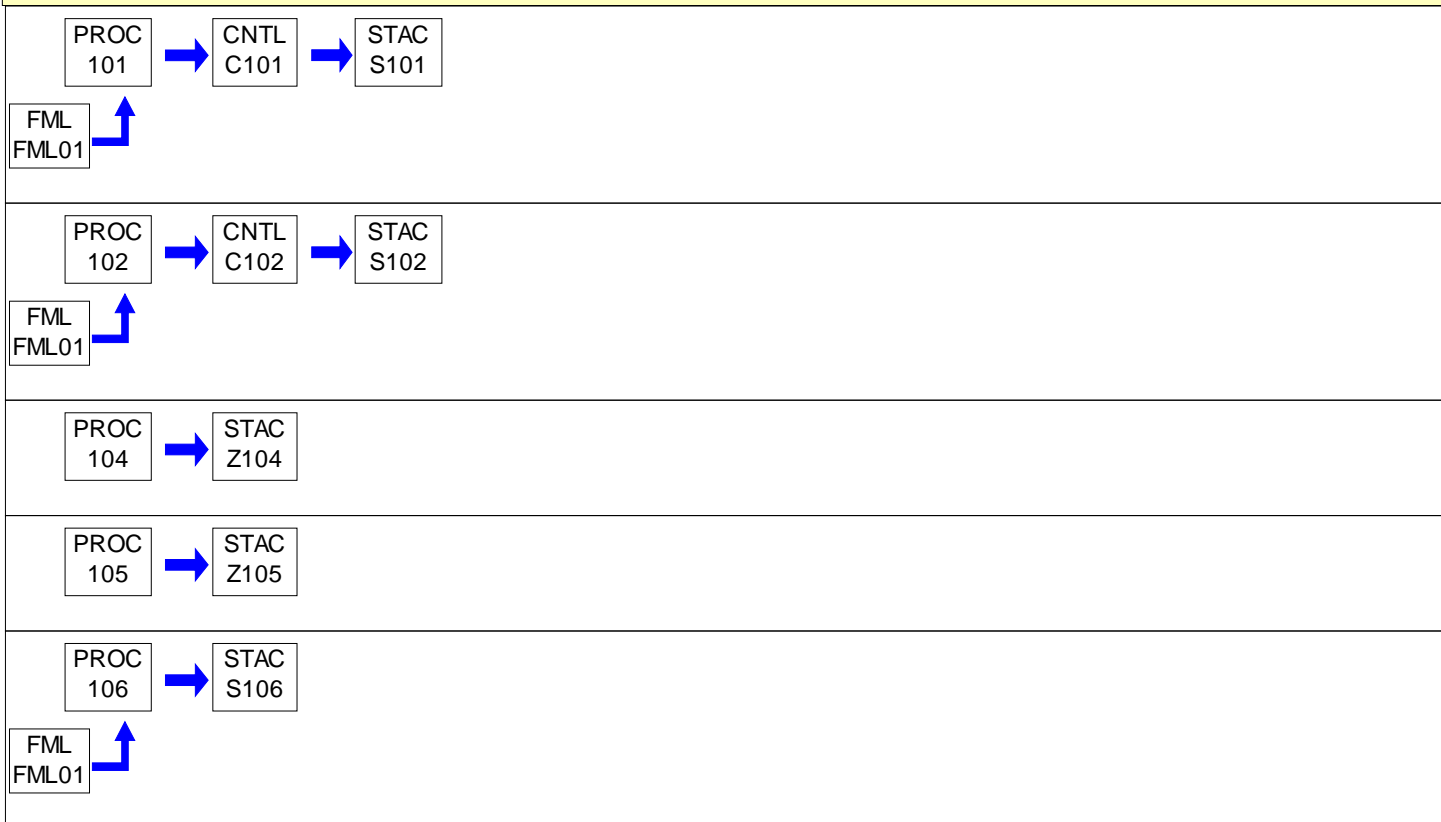 PROC
101
CNTL
C101
STAC
S101
FML
FML01
PROC
102
CNTL
C102
STAC
S102
FML
FML01
PROC
104
STAC
Z104
PROC
105
STAC
Z105
PROC
106
STAC
S106
FML
FML01